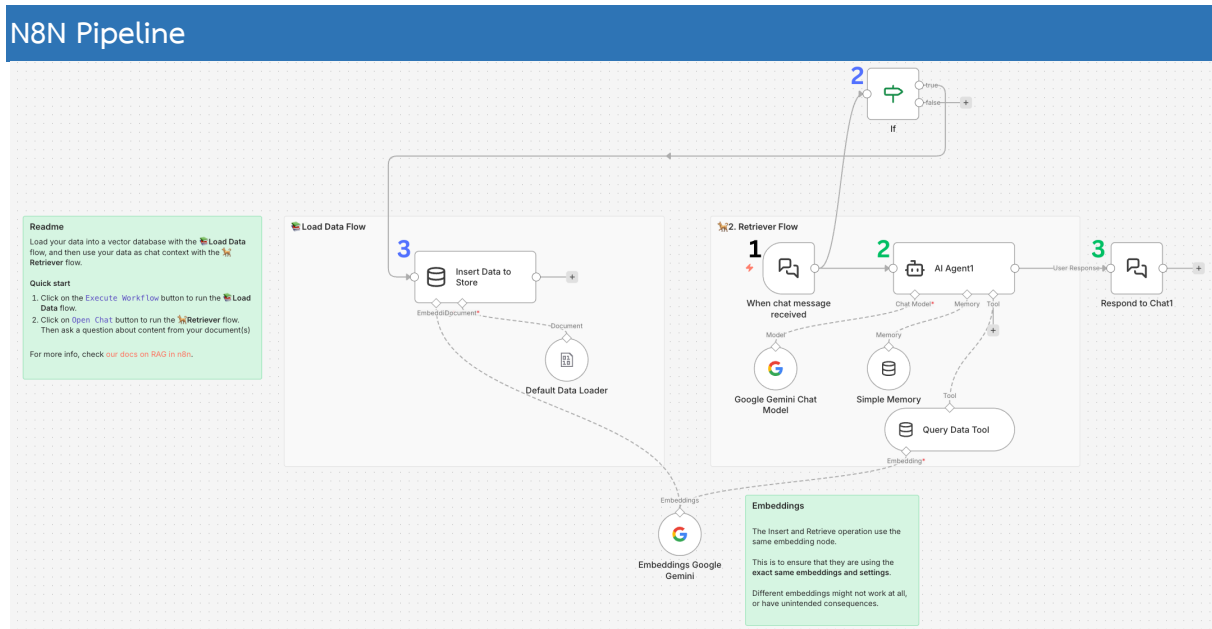 N8N Pipeline
2
true
false
If
Readme
Load your data into a vector database with the 📚Load Data
flow, and then use your data as chat context with the 🐕
Retriever flow.
Quick start
1. Click on the Execute Workflow button to run the 📚Load
Data flow.
2. Click on Open Chat button to run the 🐕Retriever flow.
Then ask a question about content from your document(s)
For more info, check our docs on RAG in n8n.
📚Load Data Flow
3
Insert Data to
Store
Document*
Document
Default Data Loader
🐕2. Retriever Flow
1
When chat message
received
2
AI Agent1
Chat Model*
Memory
Tool
User Response
3
Respond to Chat1
Model
Google Gemini Chat
Model
Memory
Simple Memory
Tool
Query Data Tool
Embedding*
Embeddings
Embeddings Google
Gemini
Embeddings
The Insert and Retrieve operation use the
same embedding node.
This is to ensure that they are using the
exact same embeddings and settings.
Different embeddings might not work at all,
or have unintended consequences.